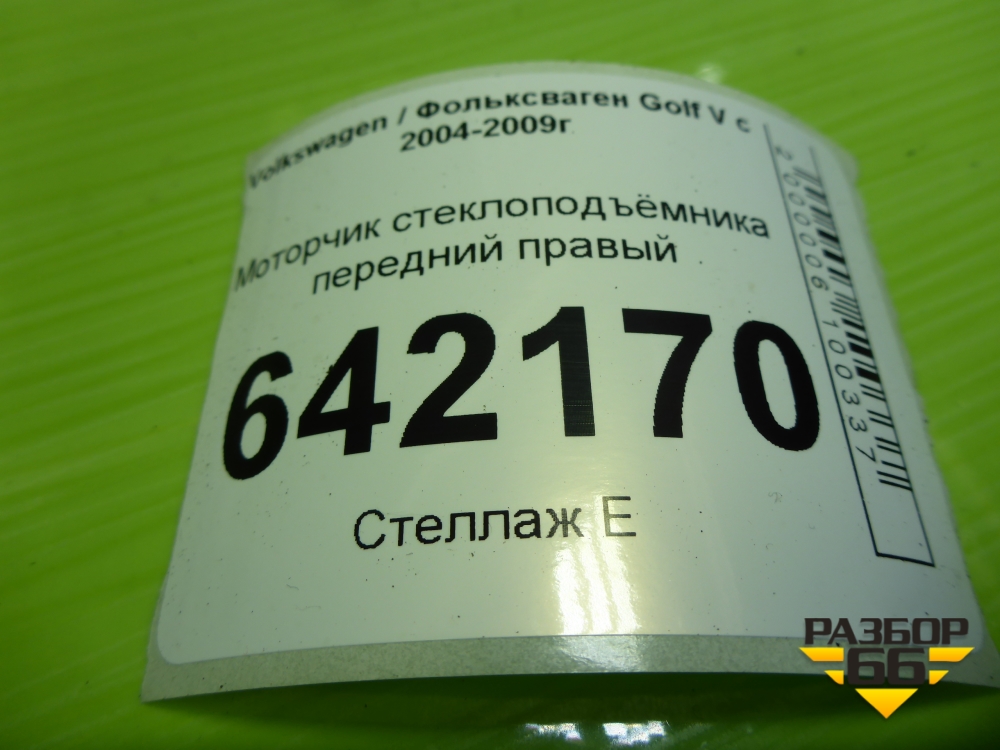 Volkswagen / Фольксваген Golf V с
2004-2009г
Моторчик стеклоподъёмника
передний правый
642170
Стеллаж Е
2000006100337
РАЗБОР
66